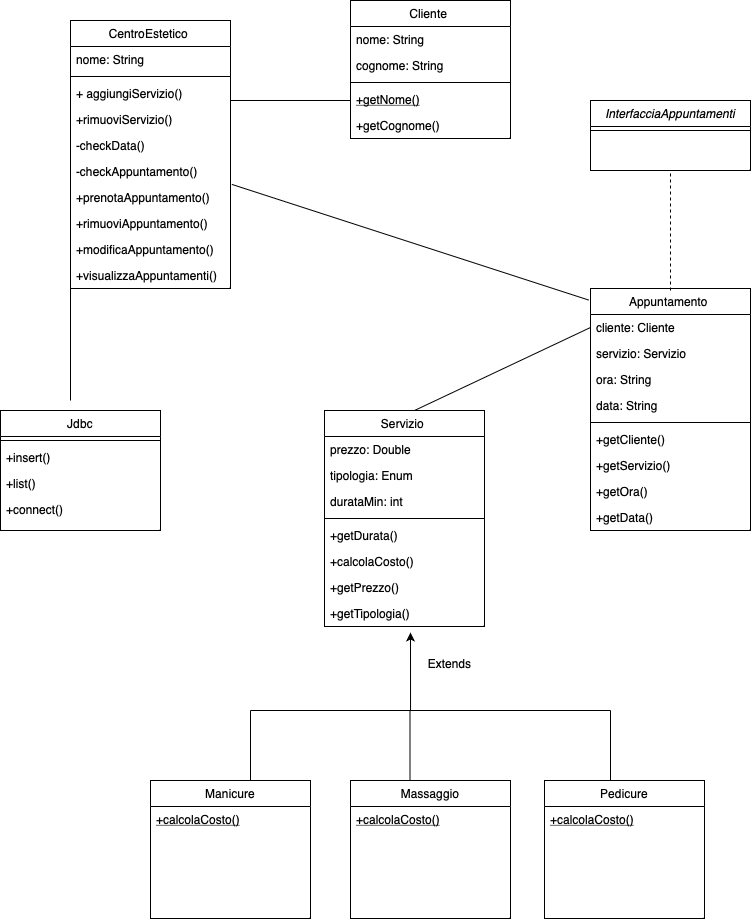 CentroEstetico
nome: String
+ aggiungiServizio()
+rimuoviServizio()
-checkData()
-checkAppuntamento()
+prenotaAppuntamento()
+rimuoviAppuntamento()
+modificaAppuntamento()
+visualizzaAppuntamenti()
Cliente
nome: String
cognome: String
+getNome()
+getCognome()
InterfacciaAppuntamenti
Appuntamento
cliente: Cliente
servizio: Servizio
ora: String
data: String
+getCliente()
+getServizio()
+getOra()
+getData()
Jdbc
+insert()
+list()
+connect()
Servizio
prezzo: Double
tipologia: Enum
durataMin: int
+getDurata()
+calcolaCosto()
+getPrezzo()
+getTipologia()
Extends
Manicure
+calcolaCosto()
Massaggio
+calcolaCosto()
Pedicure
+calcolaCosto()